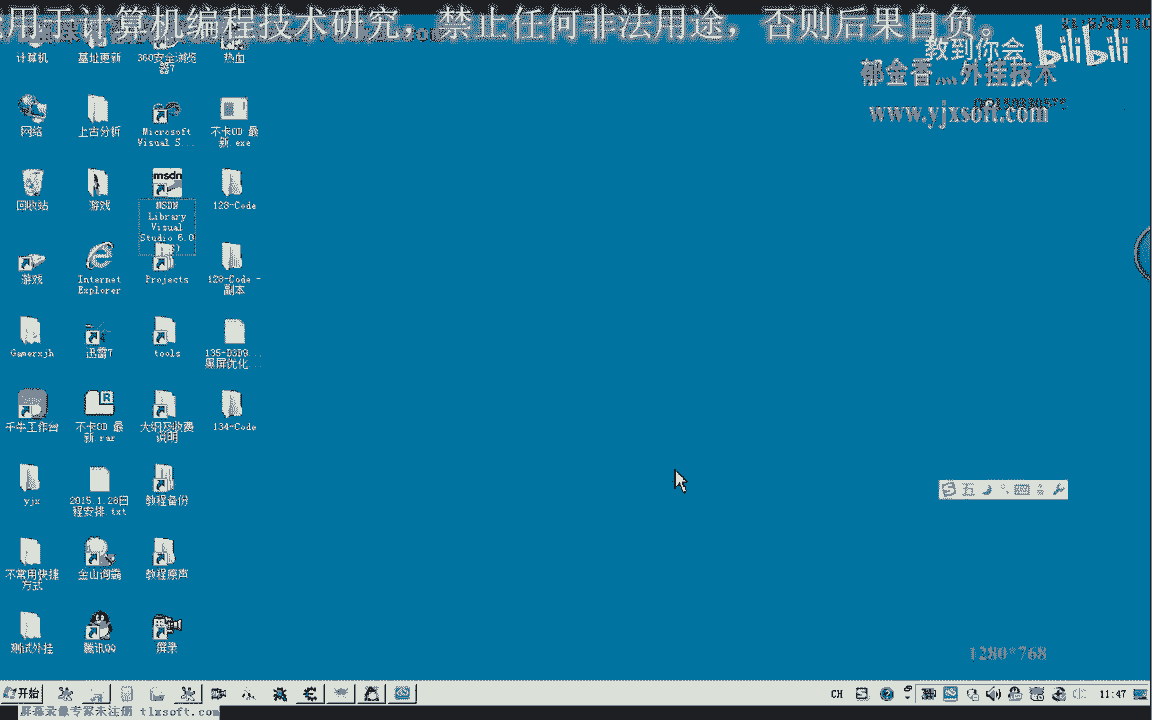 用于计算机编程技术研究，禁止任何非法用途，否则后果自负。
教到你会
bilibili
郁金香灬外挂技术
www.yjxsoft.com
计算机
基址更新
360安全浏览
器7
热血
网络
上古分析
Microsoft
Visual S...
不卡OD 最
新.exe
回收站
游戏
msdn
MSDN
Library
Visual
Studio 6.0
128-Code
游戏
Internet
Explorer
Projects
128-Code -
副本
Gamerxjh
迅雷7
tools
135-D3D9 ...
黑屏优化...
千牛工作台
不卡OD 最
新.rar
大纲及收费
说明
134-Code
yjx
2015.1.28日
程安排.txt
教程备份
不常用快捷
方式
金山词霸
教程原声
测试外挂
腾讯QQ
屏录
五
1280*768
开始
CH
11:47
屏幕录像专家未注册 tlxsoft.com